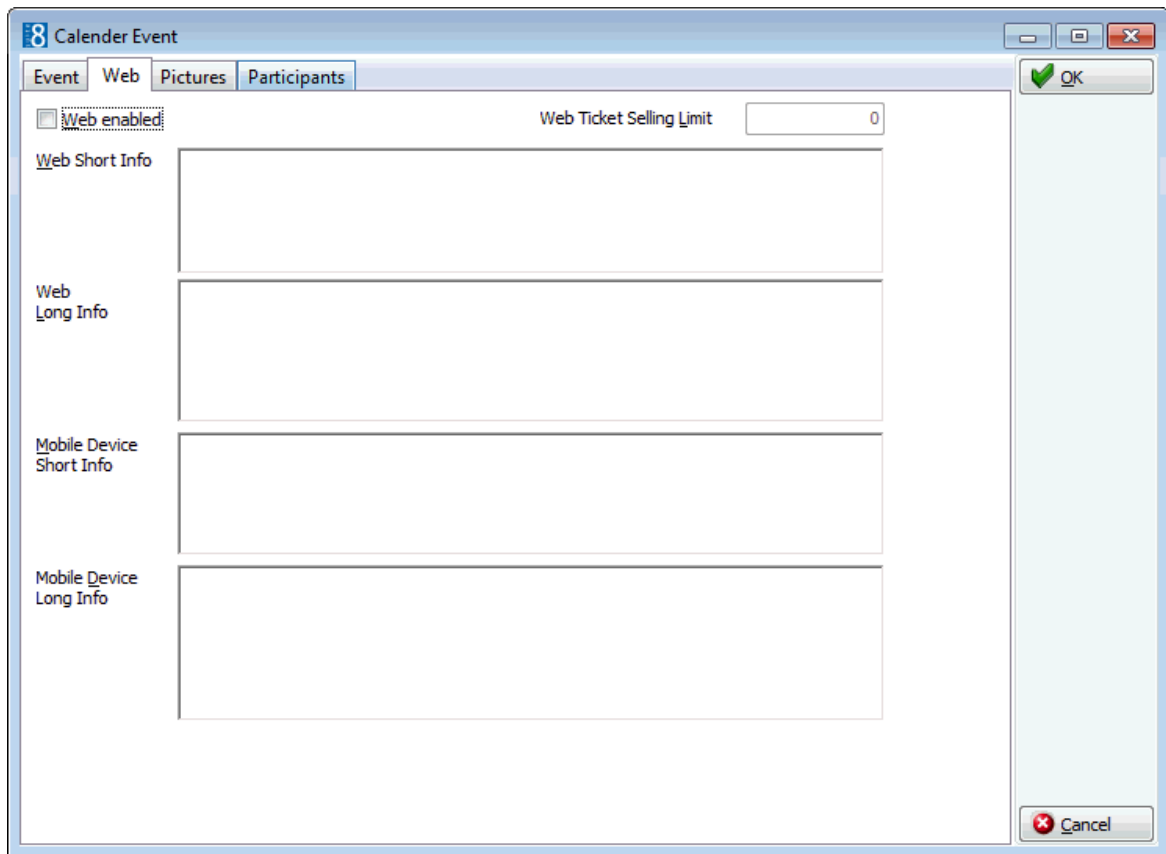 8 Calender Event
Event Web Pictures Participants
OK
Web enabled
Web Ticket Selling Limit 0
Web Short Info
Web
Long Info
Mobile Device
Short Info
Mobile Device
Long Info
Cancel